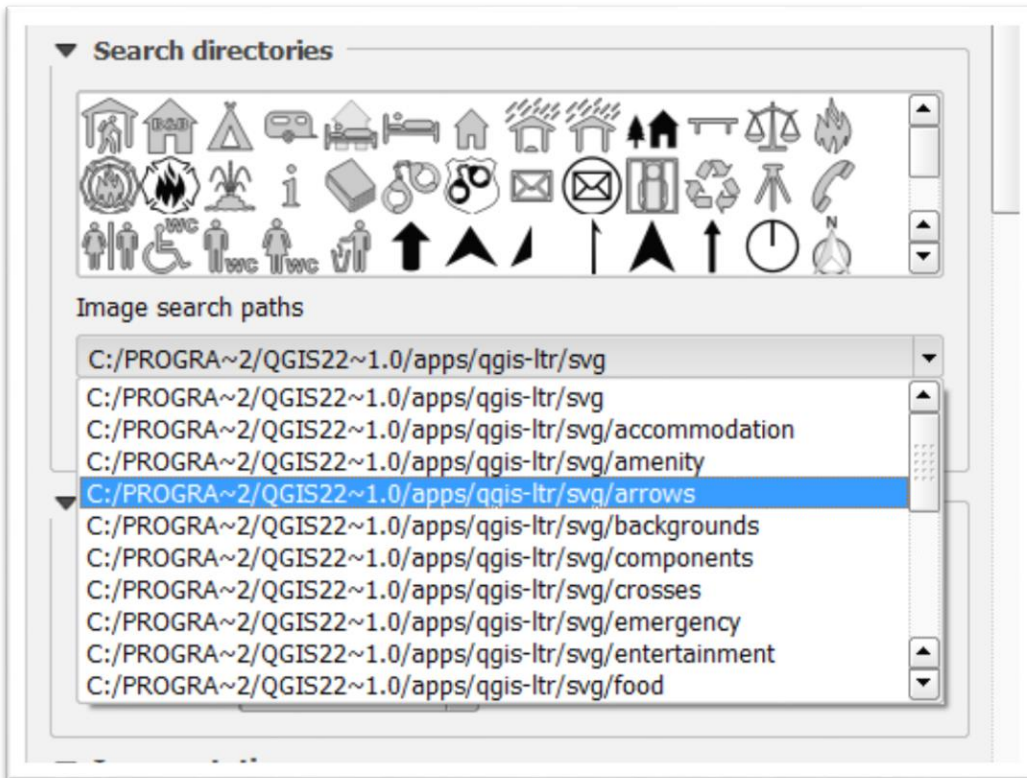 Search directories
B&B
i
WC
WC
WC
N
Image search paths
C:/PROGRA~2/QGIS22~1.0/apps/qgis-ltr/svg
C:/PROGRA~2/QGIS22~1.0/apps/qgis-ltr/svg
C:/PROGRA~2/QGIS22~1.0/apps/qgis-ltr/svg/accommodation
C:/PROGRA~2/QGIS22~1.0/apps/qgis-ltr/svg/amenity
C:/PROGRA~2/QGIS22~1.0/apps/qgis-ltr/svg/arrows
C:/PROGRA~2/QGIS22~1.0/apps/qgis-ltr/svg/backgrounds
C:/PROGRA~2/QGIS22~1.0/apps/qgis-ltr/svg/components
C:/PROGRA~2/QGIS22~1.0/apps/qgis-ltr/svg/crosses
C:/PROGRA~2/QGIS22~1.0/apps/qgis-ltr/svg/emergency
C:/PROGRA~2/QGIS22~1.0/apps/qgis-ltr/svg/entertainment
C:/PROGRA~2/QGIS22~1.0/apps/qgis-ltr/svg/food